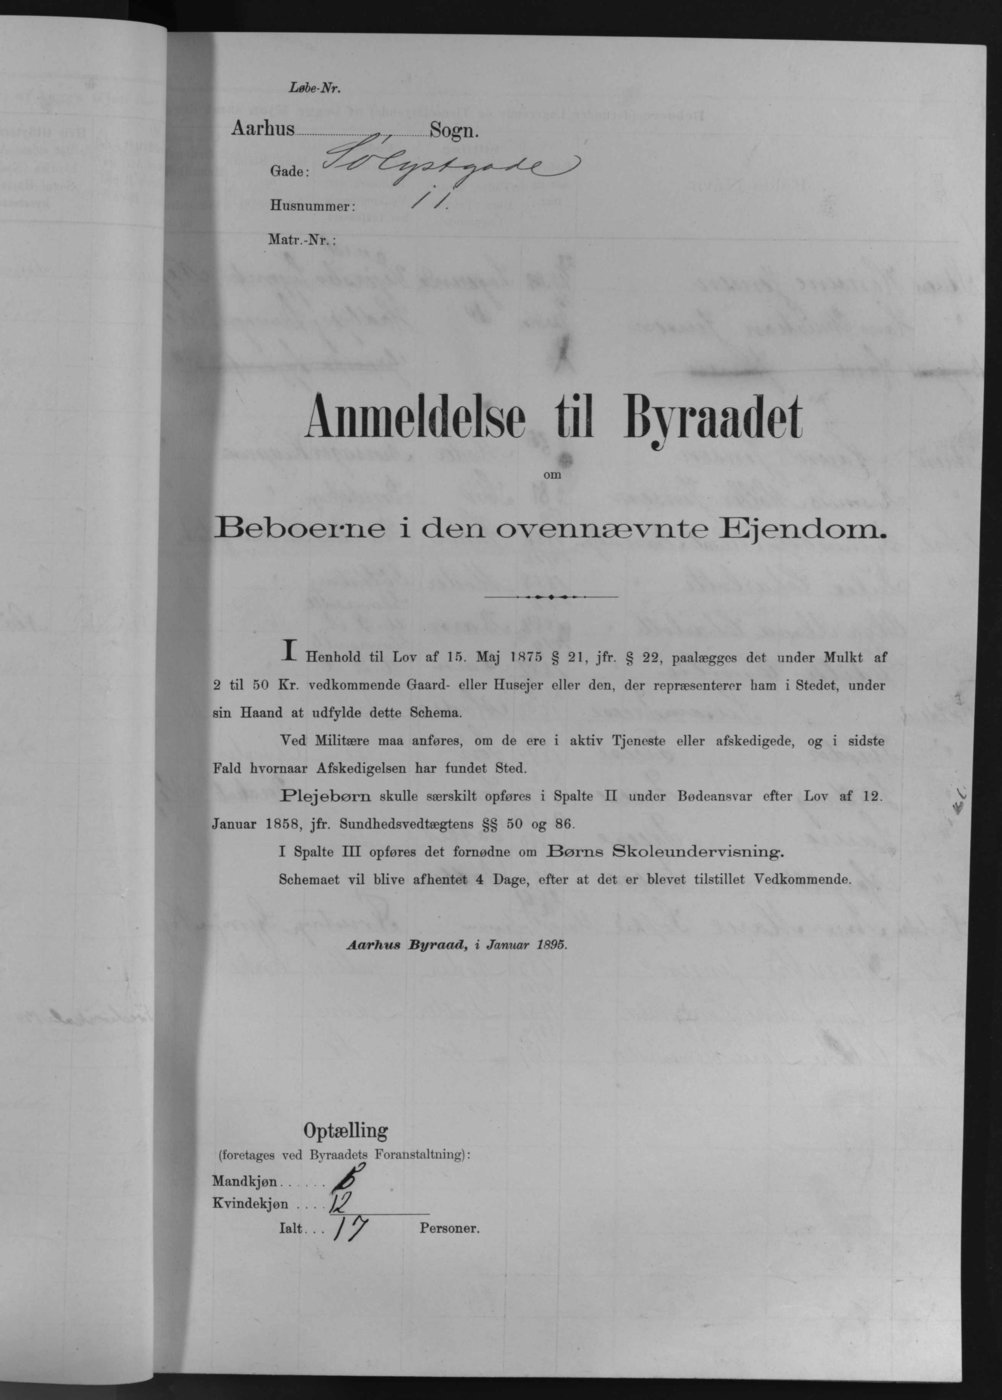 Løbe-Nr.
Aarhus Sogn.
Gade: Sølystgade
Husnummer: 11.
Matr.-Nr.:
Anmeldelse til Byraadet
om
Beboerne i den ovennævnte Ejendom.
I Henhold til Lov af 15. Maj 1875 § 21, jfr. § 22, paalægges det under Mulkt af
2 til 50 Kr. vedkommende Gaard- eller Husejer eller den, der repræsenterer ham i Stedet, under
sin Haand at udfylde dette Schema.
Ved Militære maa anføres, om de ere i aktiv Tjeneste eller afskedigede, og i sidste
Fald hvornaar Afskedigelsen har fundet Sted.
Plejebørn skulle særskilt opføres i Spalte II under Bødeansvar efter Lov af 12.
Januar 1858, jfr. Sundhedsvedtægtens §§ 50 og 86.
I Spalte III opføres det fornødne om Børns Skoleundervisning.
Schemaet vil blive afhentet 4 Dage, efter at det er blevet tilstillet Vedkommende.
Aarhus Byraad, i Januar 1895.
Optælling
(foretages ved Byraadets Foranstaltning):
Mandkjøn......
Kvindekjøn .... 12
Ialt... 17 Personer.